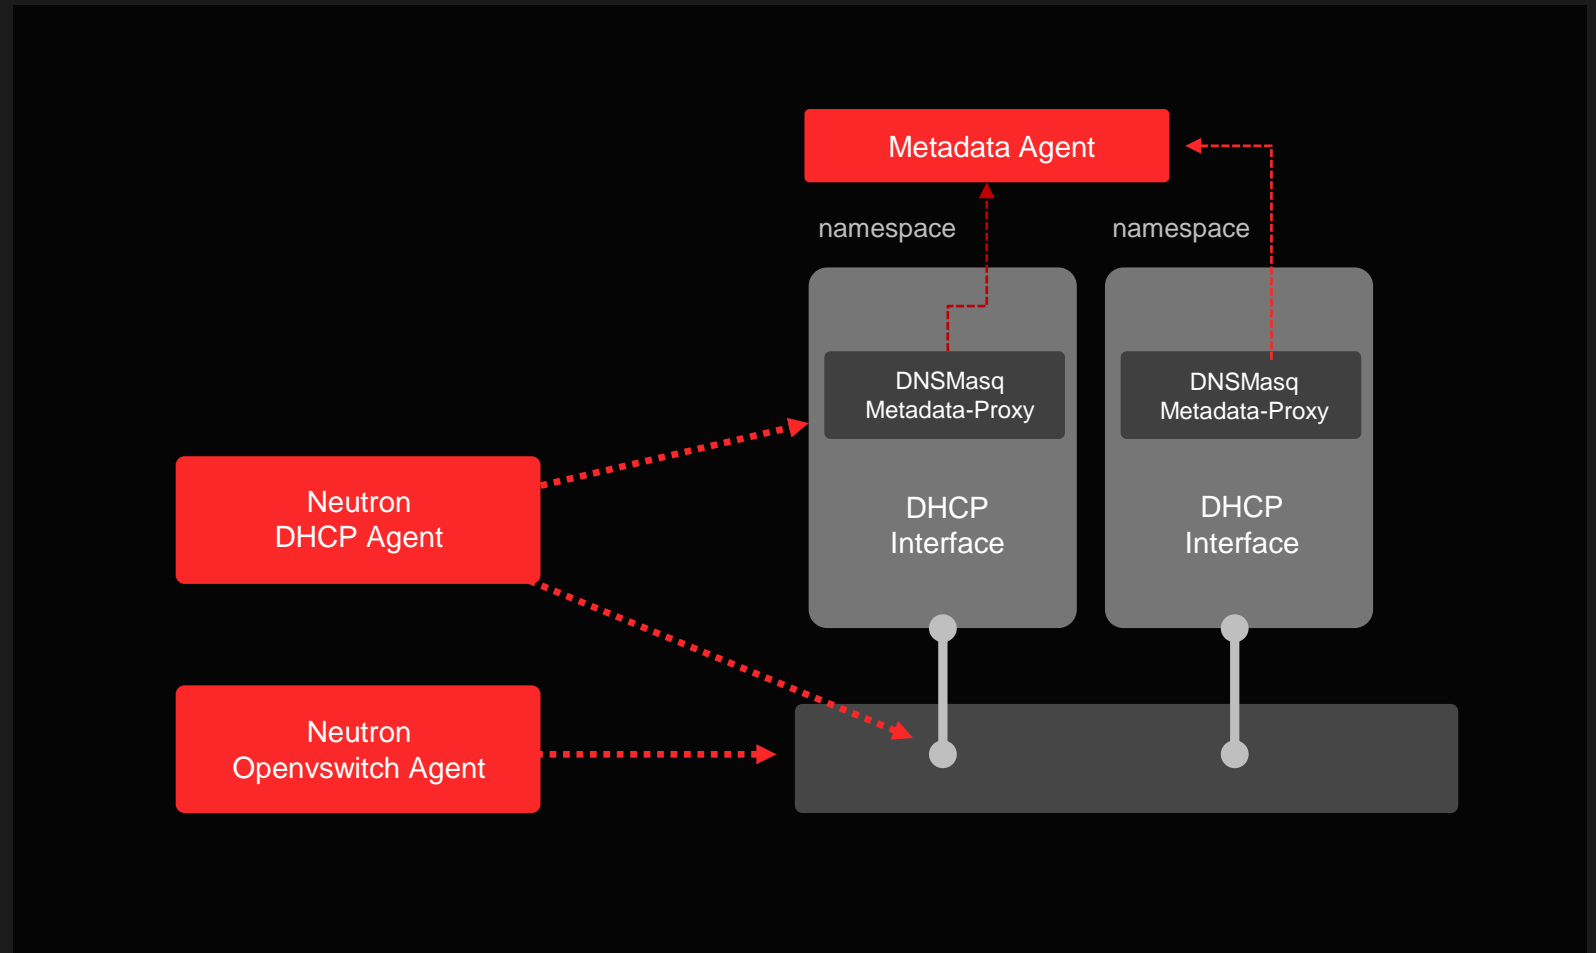 Metadata Agent
namespace
namespace
DNSMasq
Metadata-Proxy
DNSMasq
Metadata-Proxy
Neutron
DHCP Agent
DHCP
Interface
DHCP
Interface
Neutron
Openvswitch Agent